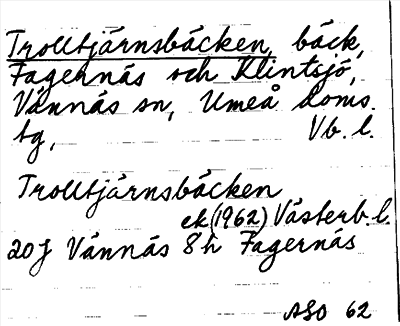 Trolltjärnsbäcken, bäck,
Fagernäs och Klintsjö,
Vännäs sn, Umeå doms.
tg, Vb. l.
Trolltjärnsbäcken
ek (1962) Västerb. l.
20J Vännäs 8h Fagernäs
ASO 62